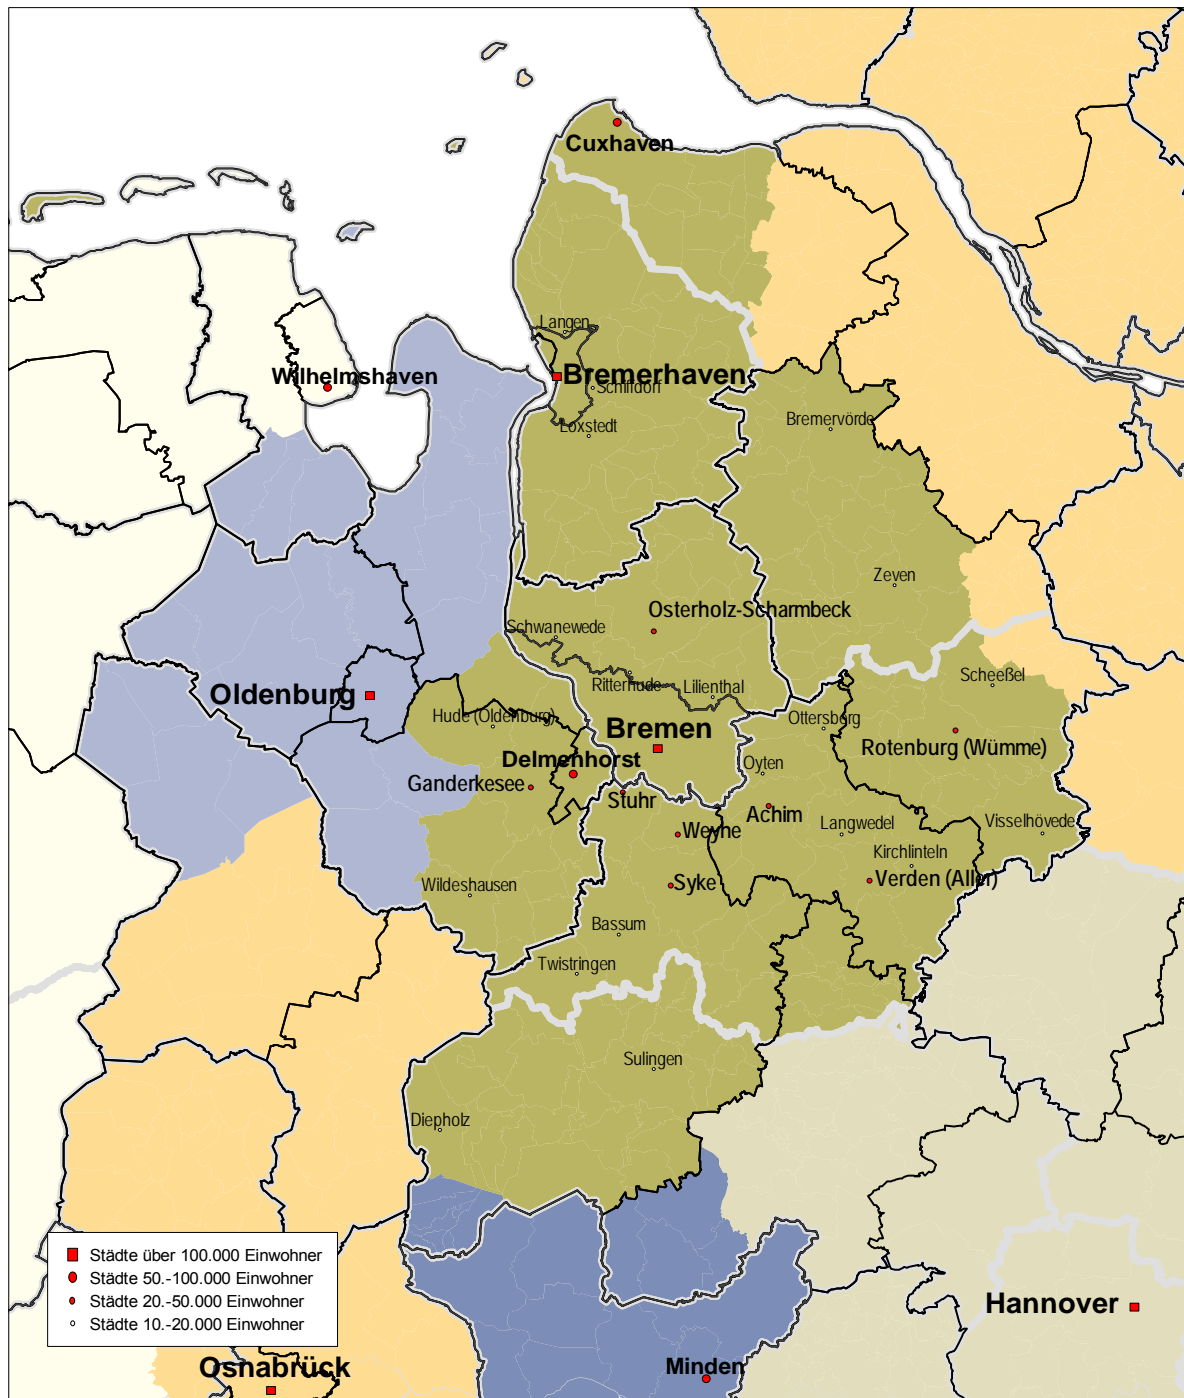 Cuxhaven
Langen
Wilhelmshaven
Bremerhaven
Schiffdorf
Loxstedt
Bremervörde
Zeven
Osterholz-Scharmbeck
Schwanewede
Scheeßel
Ritterhude
Lilienthal
Oldenburg
Hude (Oldenburg)
Ottersberg
Bremen
Rotenburg (Wümme)
Delmenhorst
Oyten
Ganderkesee
Stuhr
Achim
Weyhe
Langwedel
Visselhövede
Kirchlinteln
Wildeshausen
Syke
Verden (Aller)
Bassum
Twistringen
Sulingen
Diepholz
Städte über 100.000 Einwohner
Städte 50.-100.000 Einwohner
Städte 20.-50.000 Einwohner
Städte 10.-20.000 Einwohner
Hannover
Osnabrück
Minden